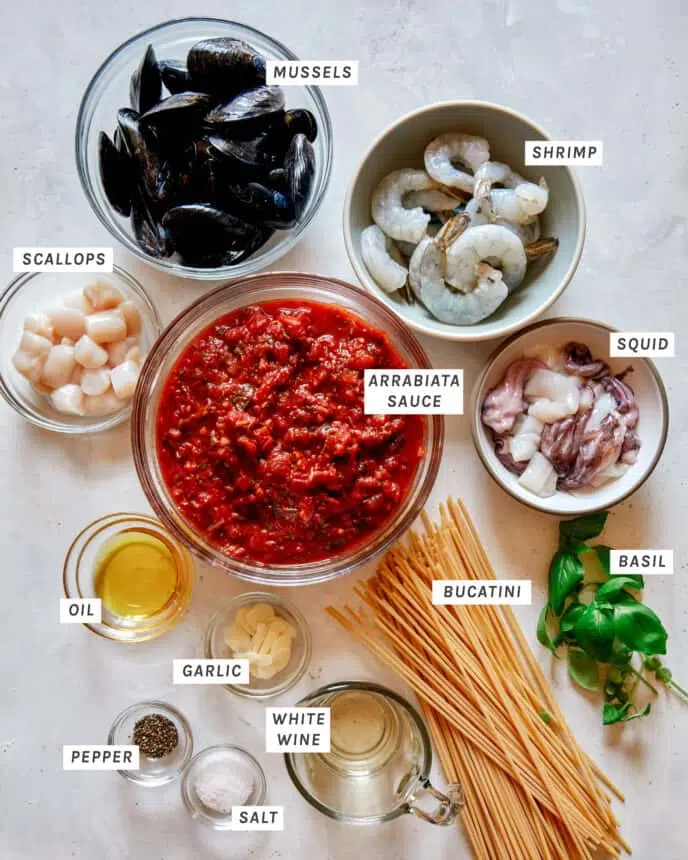 MUSSELS
SHRIMP
SCALLOPS
SQUID
ARRABIATA
SAUCE
BASIL
BUCATINI
OIL
GARLIC
WHITE
WINE
PEPPER
SALT